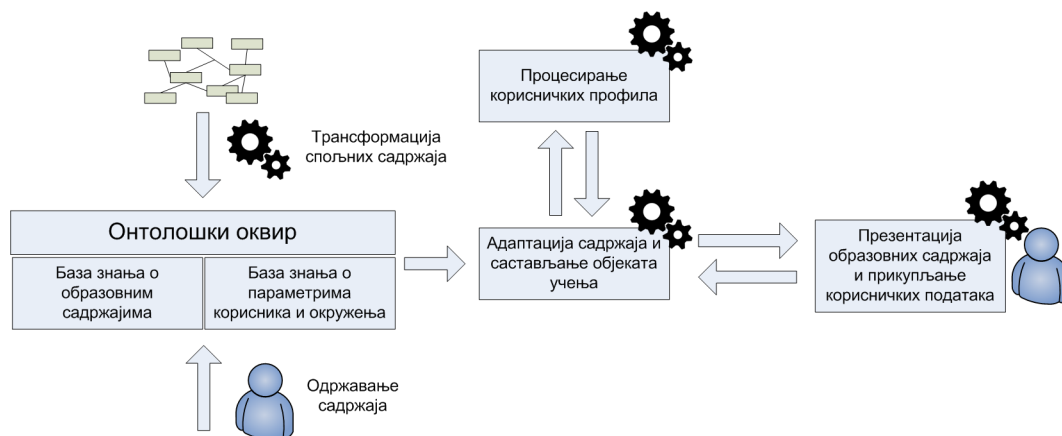 Процесирање
корисничких профила
Трансформација
спољних садржаја
Онтолошки оквир
База знања о
образовним
садржајима
База знања о
параметрима
корисника и окружења
Адаптација садржаја и
састављање објеката
учења
Презентација
образовних садржаја
и прикупљање
корисничких података
Одржавање
садржаја